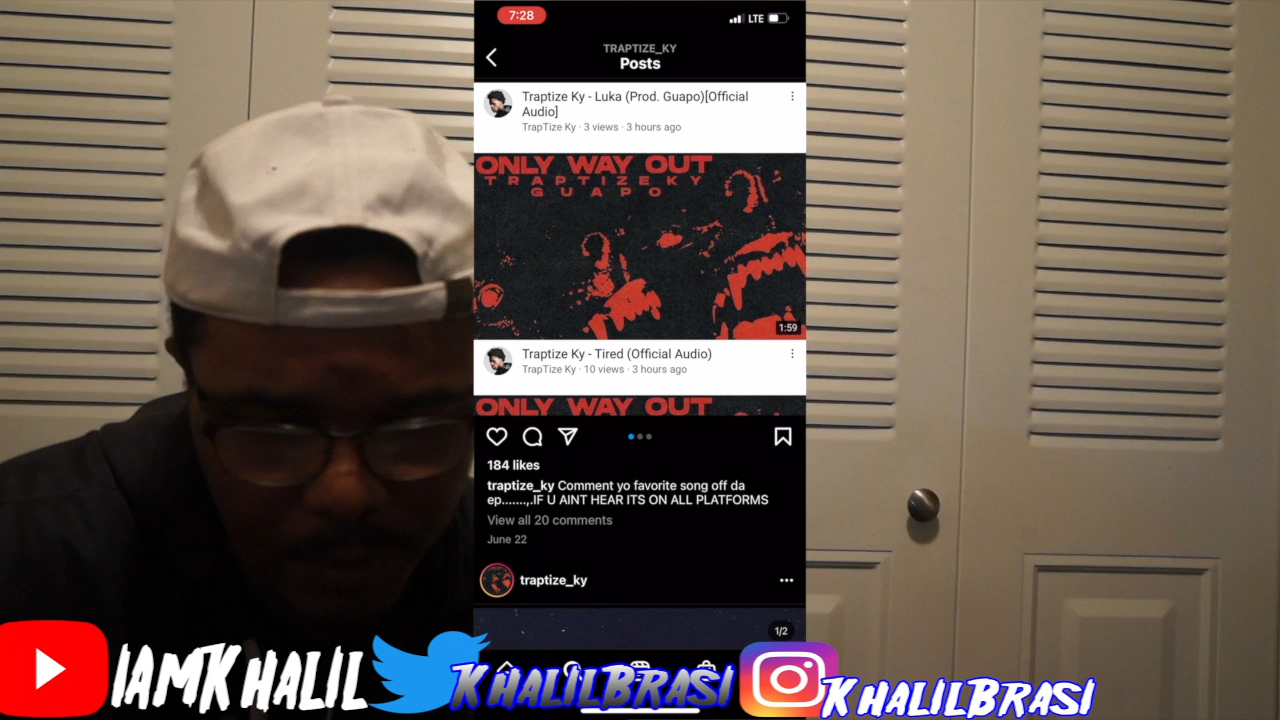 7:28
LTE
TRAPTIZE_KY
Posts
Traptize Ky - Luka (Prod. Guapo)[Official
Audio]
TrapTize Ky · 3 views · 3 hours ago
ONLY WAY OUT
TRAPTIZEKY
GUAPO
1:59
Traptize Ky - Tired (Official Audio)
TrapTize Ky · 10 views · 3 hours ago
ONLY WAY OUT
184 likes
traptize_ky Comment yo favorite song off da
ep.......,.IF U AINT HEAR ITS ON ALL PLATFORMS
View all 20 comments
June 22
traptize_ky
1/2
IAMKHALIL
KHALILBRASI
KHALILBRASI